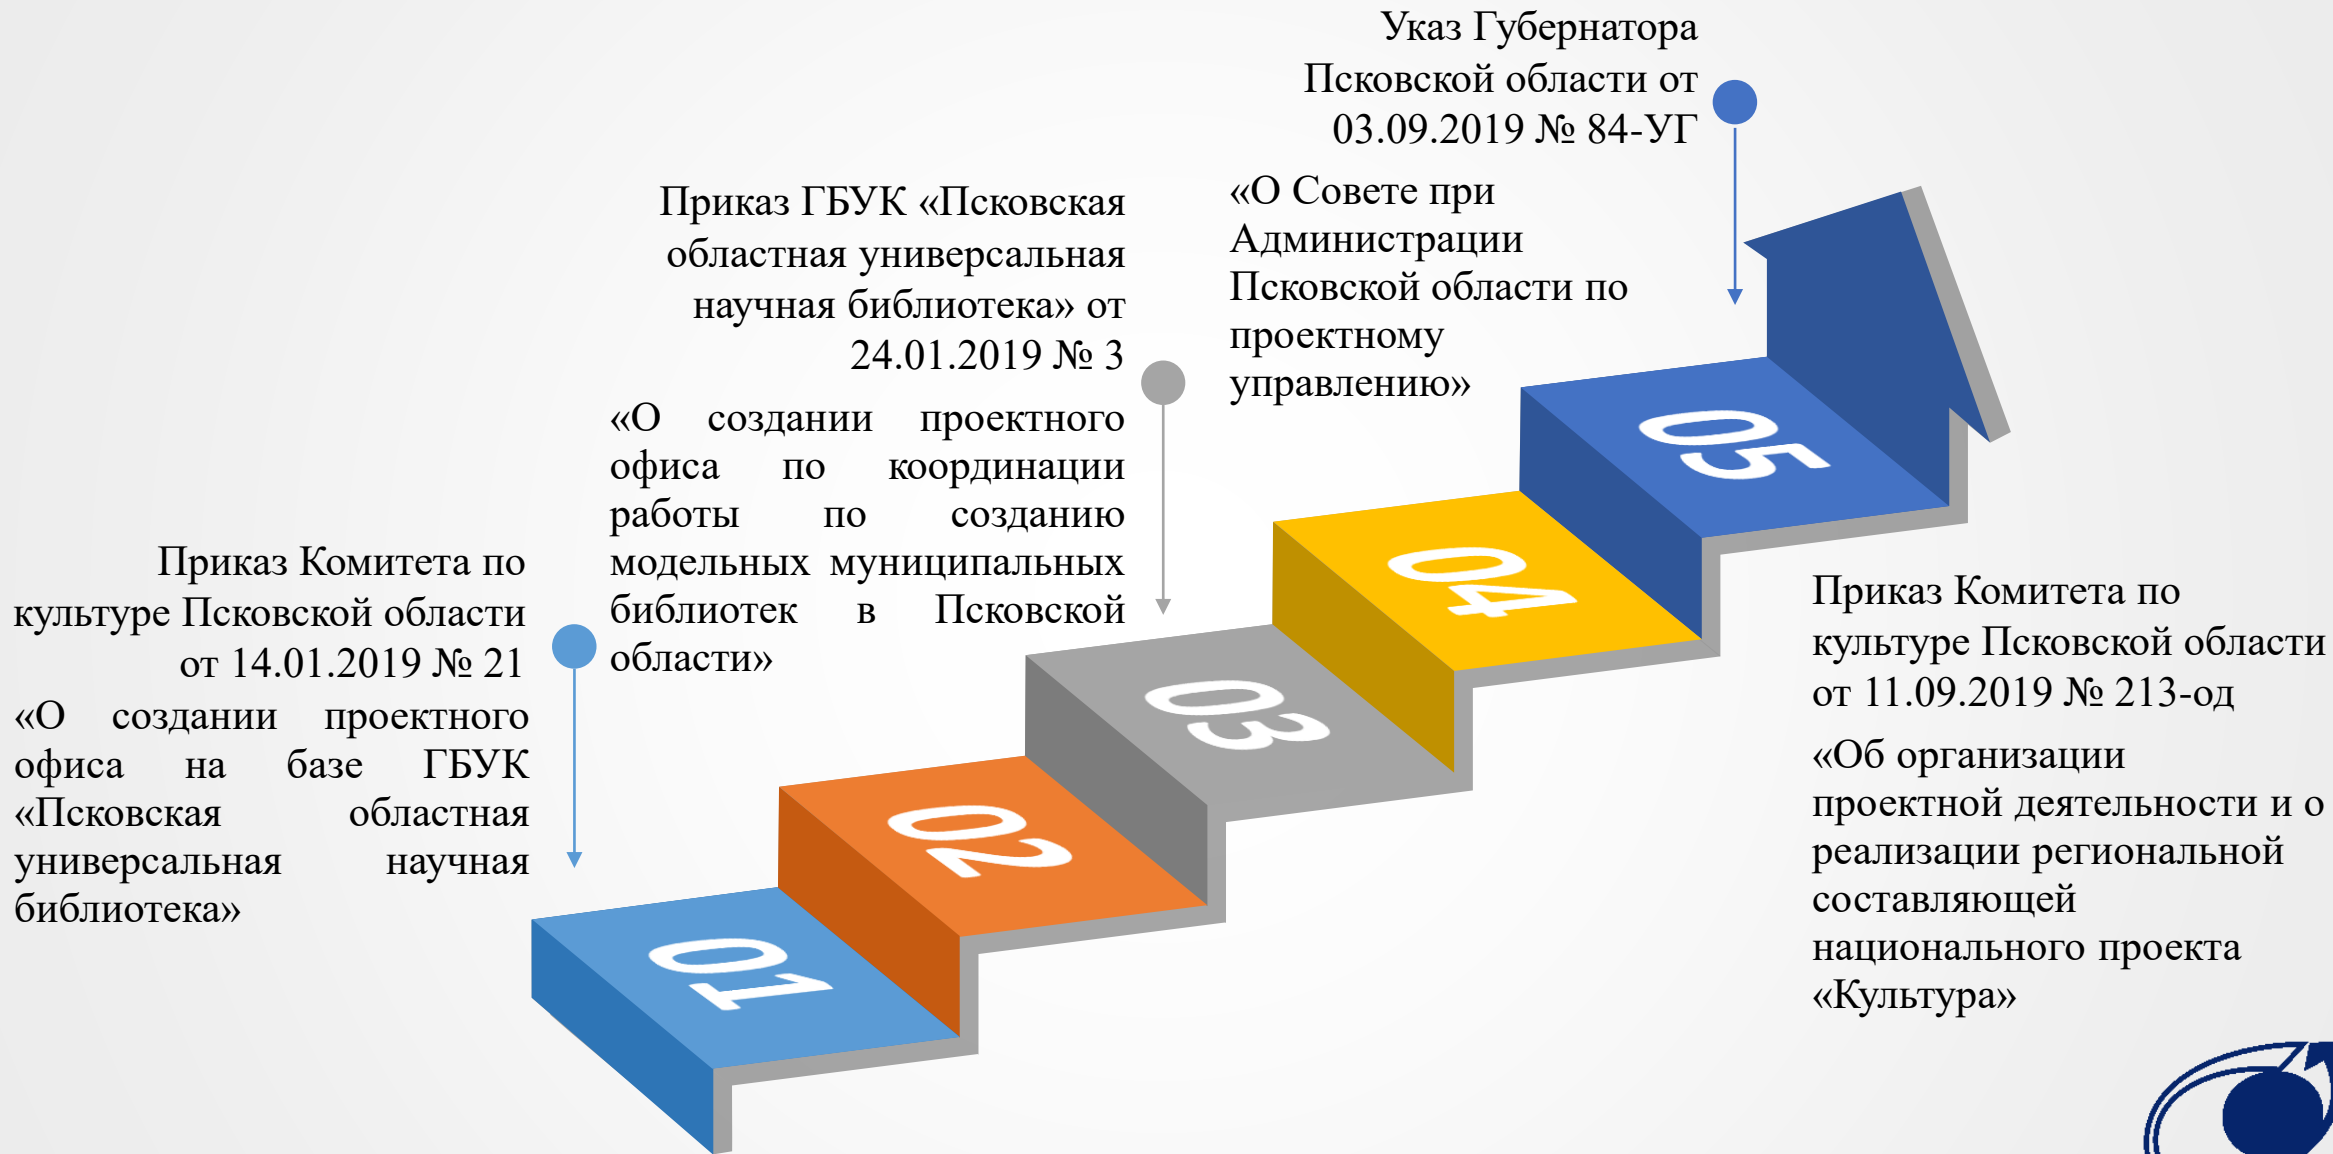 Приказ Комитета по
культуре Псковской области
от 14.01.2019 № 21
«О создании проектного
офиса на базе ГБУК
«Псковская областная
универсальная научная
библиотека»
Приказ ГБУК «Псковская
областная универсальная
научная библиотека» от
24.01.2019 № 3
«О создании проектного
офиса по координации
работы по созданию
модельных муниципальных
библиотек в Псковской
области»
Указ Губернатора
Псковской области от
03.09.2019 № 84-УГ
«О Совете при
Администрации
Псковской области по
проектному
управлению»
Приказ Комитета по
культуре Псковской области
от 11.09.2019 № 213-од
«Об организации
проектной деятельности и о
реализации региональной
составляющей
национального проекта
«Культура»
01
02
03
04
05